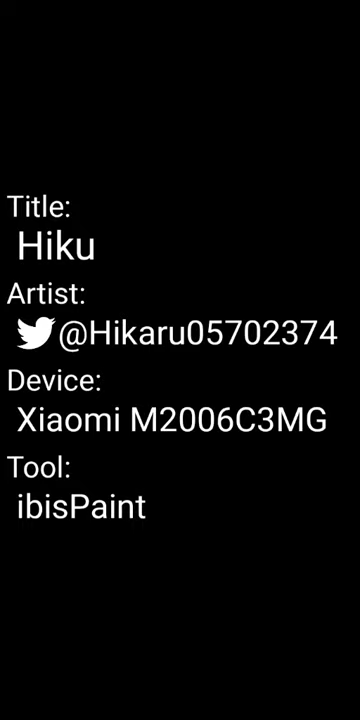 Title:
Hiku
Artist:
@Hikaru05702374
Device:
Xiaomi M2006C3MG
Tool:
ibisPaint